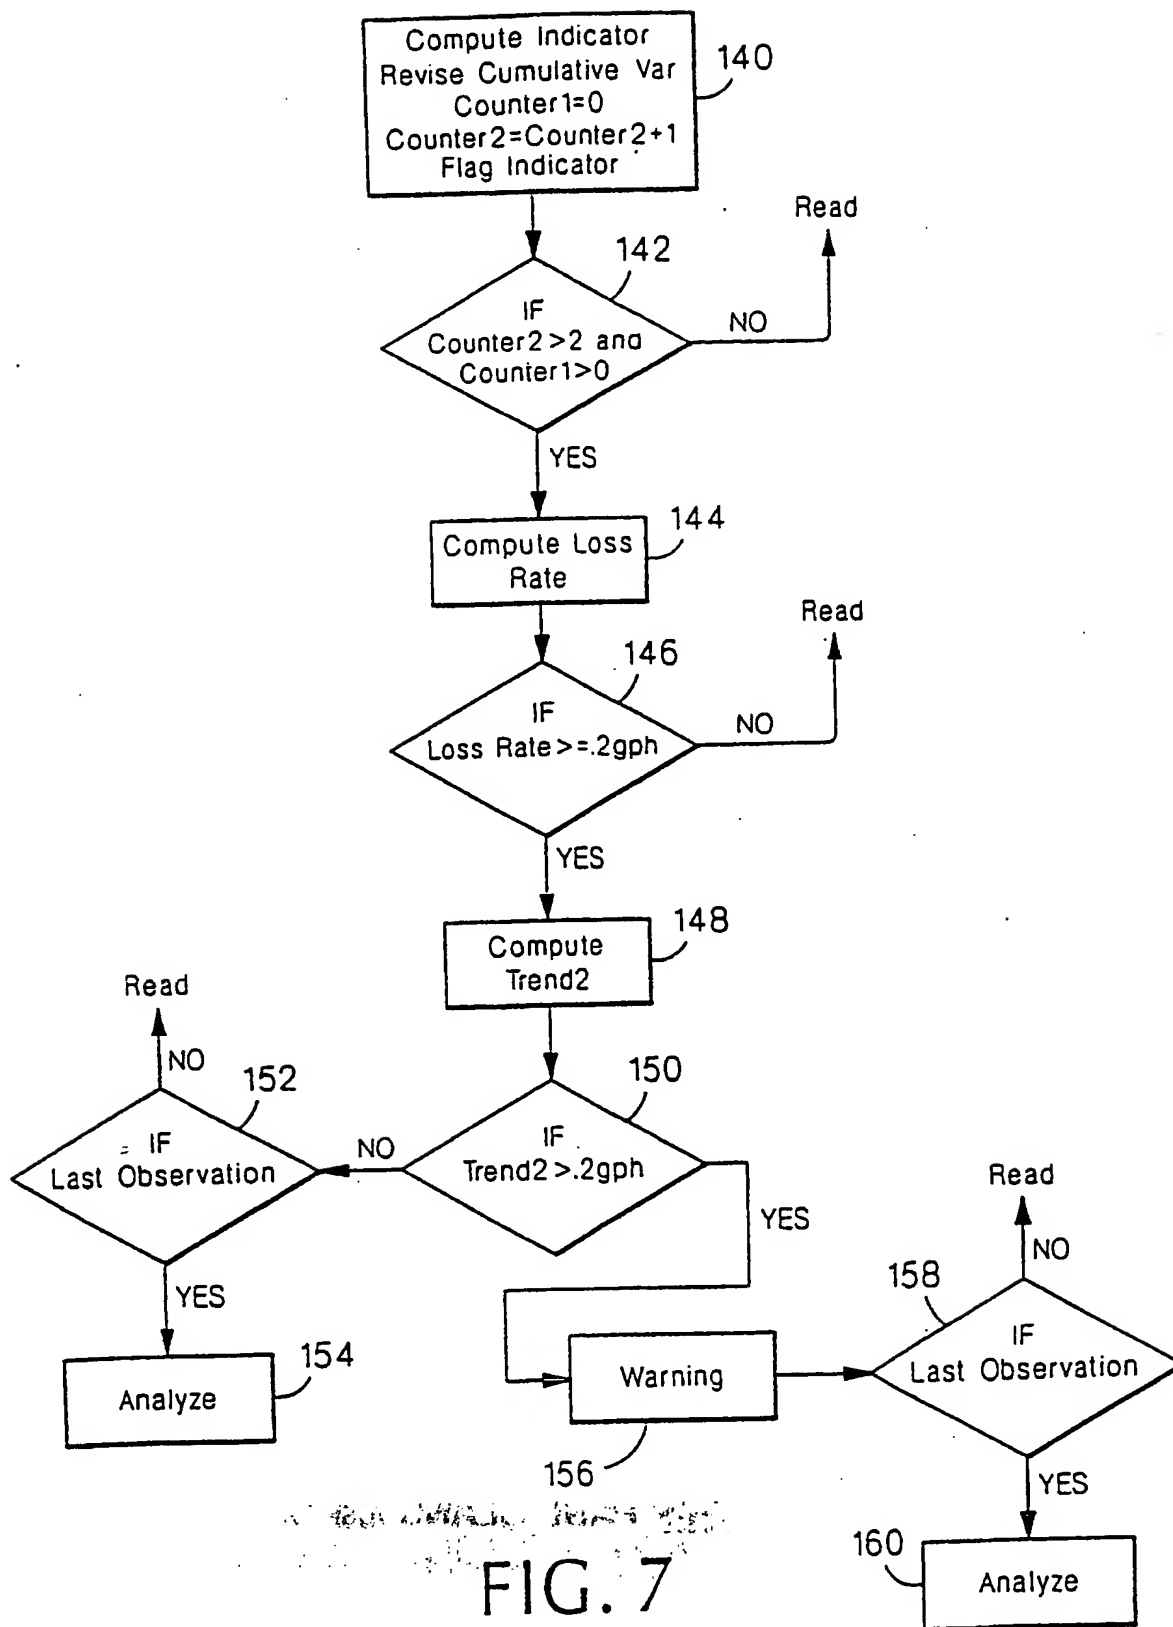 Compute Indicator
Revise Cumulative Var
Counter1=0
Counter2=Counter2+1
Flag Indicator
140
Read
142
IF
Counter2>2 and
Counter1>0
NO
YES
144
Compute Loss
Rate
Read
146
IF
Loss Rate>=.2gph
NO
YES
148
Compute
Trend2
Read
NO
152
IF
Last Observation
NO
150
IF
Trend2>.2gph
YES
Read
NO
158
IF
Last Observation
YES
154
Analyze
Warning
156
YES
160
Analyze
FIG. 7